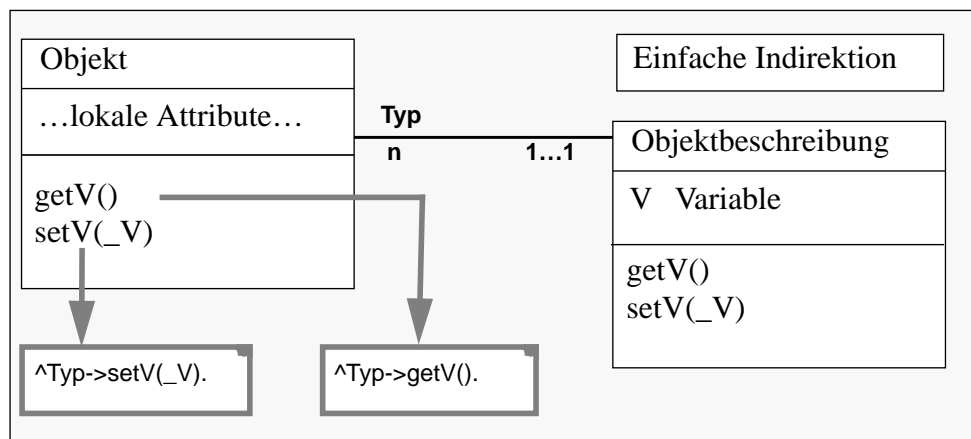 Objekt
…lokale Attribute…
getV()
setV(_V)
Typ
n
1…1
Einfache Indirektion
Objektbeschreibung
V Variable
getV()
setV(_V)
^Typ->setV(_V).
^Typ->getV().